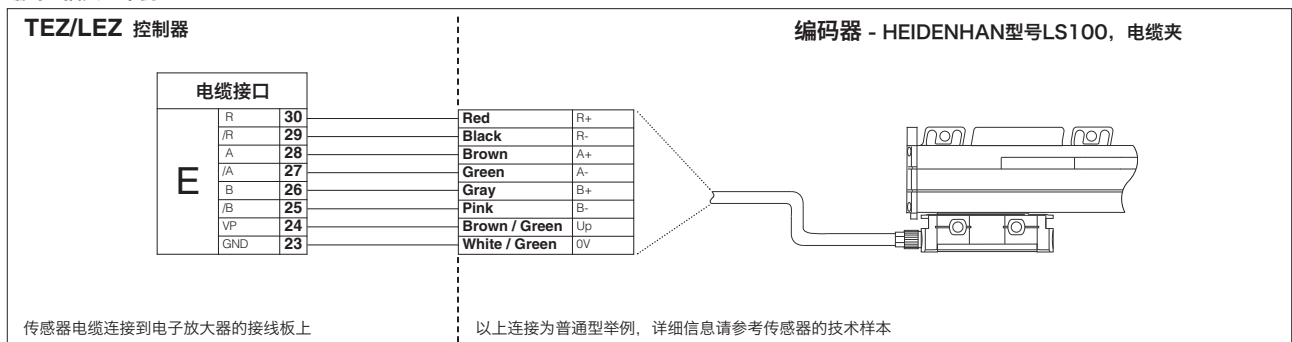 TEZ/LEZ 控制器
编码器 - HEIDENHAN型号LS100，电缆夹
电缆接口
E
R 30 Red R+
/R 29 Black R-
A 28 Brown A+
/A 27 Green A-
B 26 Gray B+
/B 25 Pink B-
VP 24 Brown / Green Up
GND 23 White / Green 0V
传感器电缆连接到电子放大器的接线板上
以上连接为普通型举例，详细信息请参考传感器的技术样本